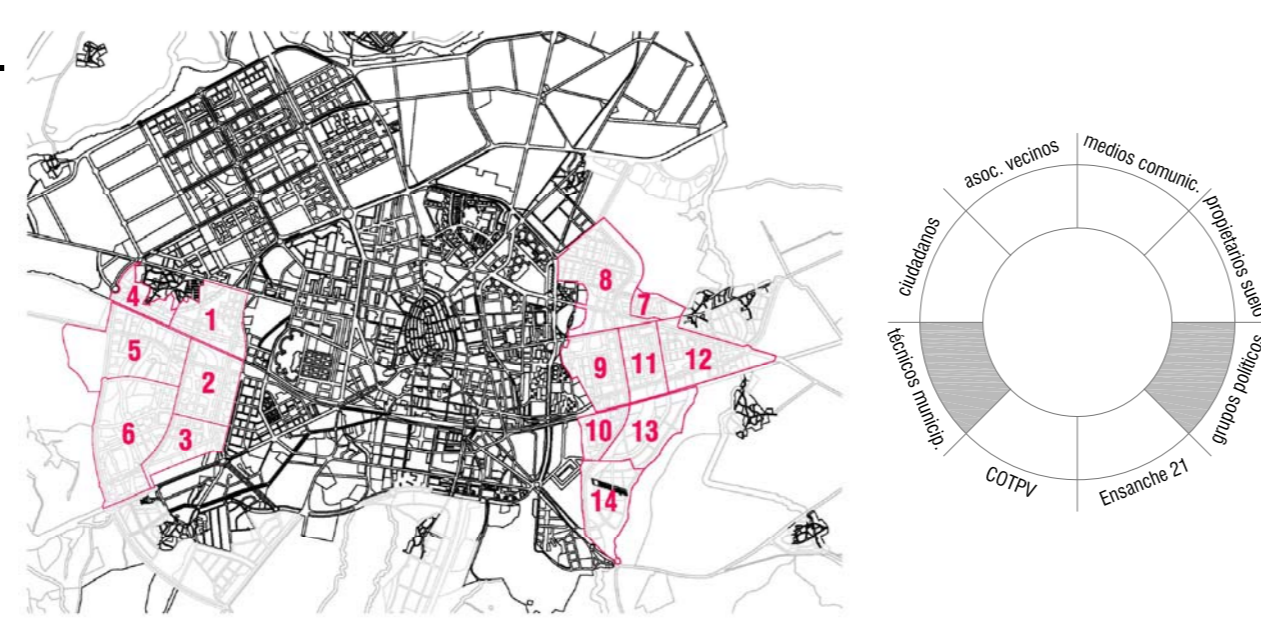 8
7
4
1
5
9
11
12
2
6
3
10
13
14
asoc. vecinos
medios comunic.
propietarios suelo
grupos políticos
Ensanche 21
COTPV
técnicos municip.
ciudadanos